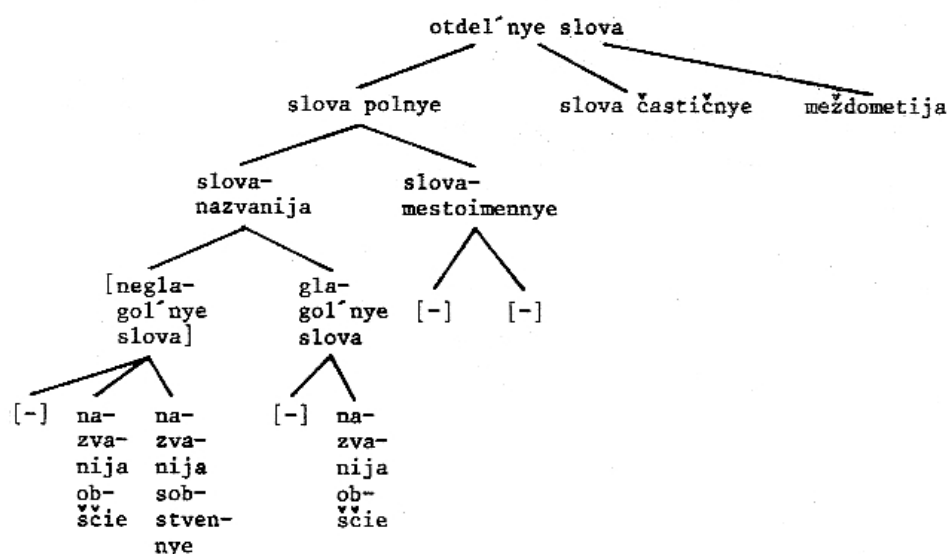 otdel´nye slova
slova polnye
slova častičnye
meždometija
slova-
nazvanija
slova-
mestoimennye
[negla-
gol´nye
slova]
gla-
gol´nye
slova
[-]
[-]
[-]
na-
zva-
nija
ob-
ščie
na-
zva-
nija
sob-
stven-
nye
[-]
na-
zva-
nija
ob-
ščie